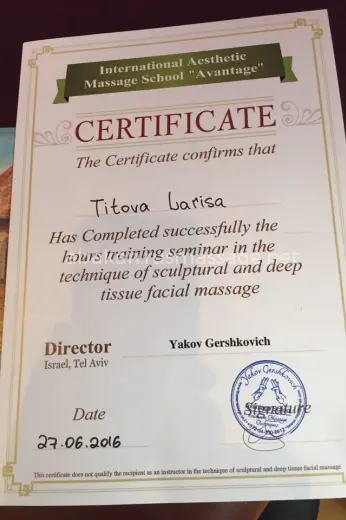 International Aesthetic
Massage School "Avantage"
CERTIFICATE
The Certificate confirms that
Titova Larisa
Has Completed successfully the
hours training seminar in the
technique of sculptural and deep
tissue facial massage
Director
Yakov Gershkovich
Israel, Tel Aviv
Yakov Gershkovich
Date
Signature
27.06.2016
This certificate does not qualify the recipient as an instructor in the technique of sculptural and deep tissue facial massage